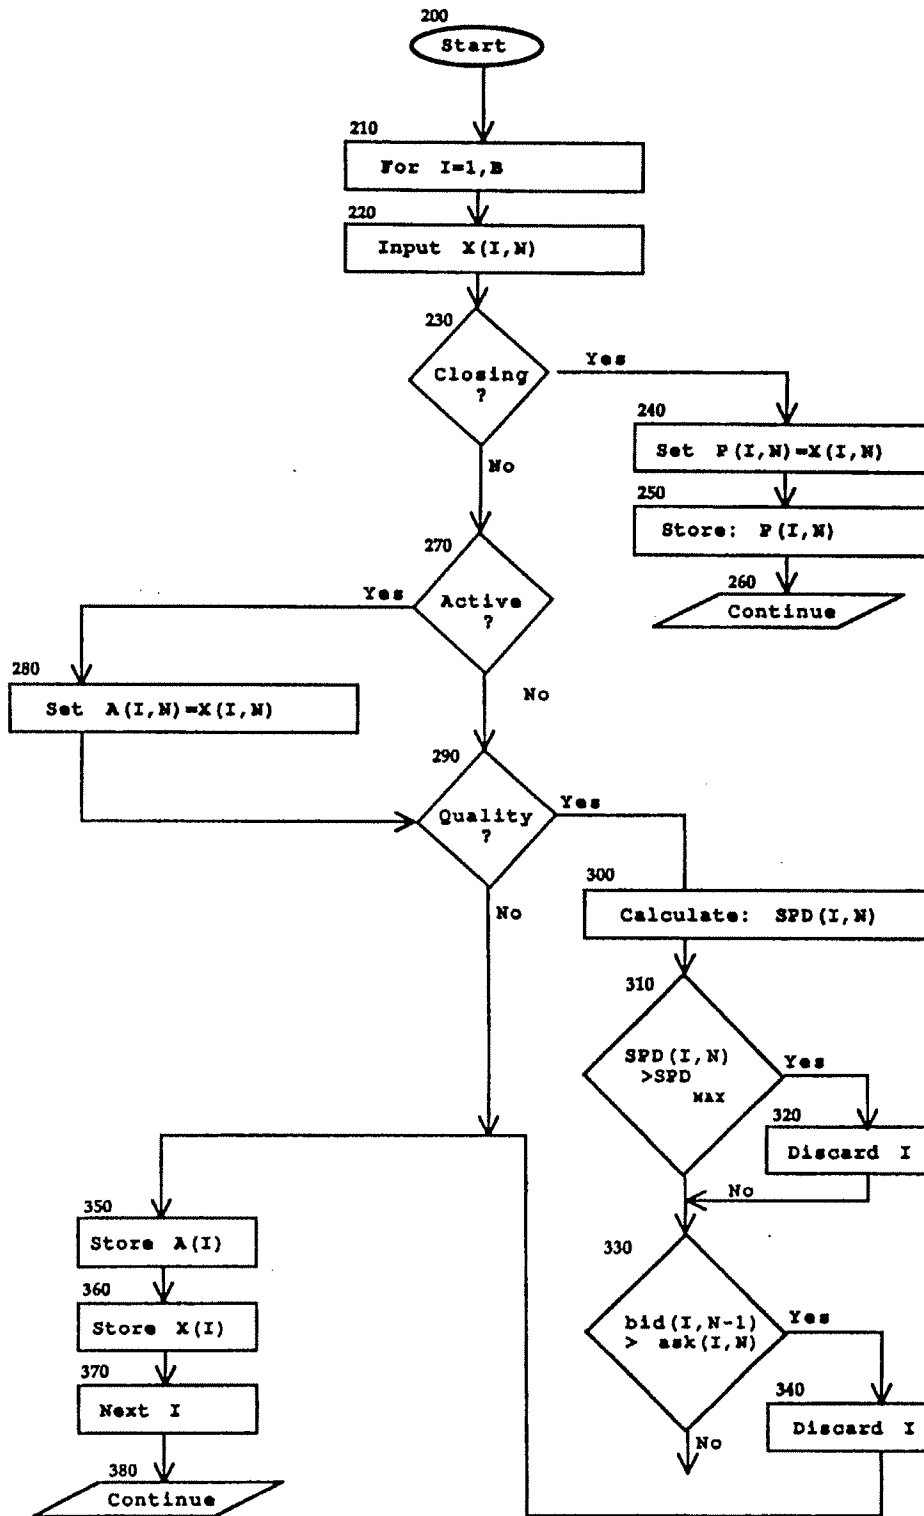 200
Start
210
For I=1,B
220
Input X(I,N)
230
Closing
?
Yes
No
240
Set P(I,N)=X(I,N)
250
Store: P(I,N)
260
Continue
270
Active
?
Yes
No
280
Set A(I,N)=X(I,N)
290
Quality
?
Yes
No
300
Calculate: SPD(I,N)
310
SPD(I,N)
>SPD
MAX
Yes
320
Discard I
No
330
bid(I,N-1)
> ask(I,N)
Yes
340
Discard I
No
350
Store A(I)
360
Store X(I)
370
Next I
380
Continue